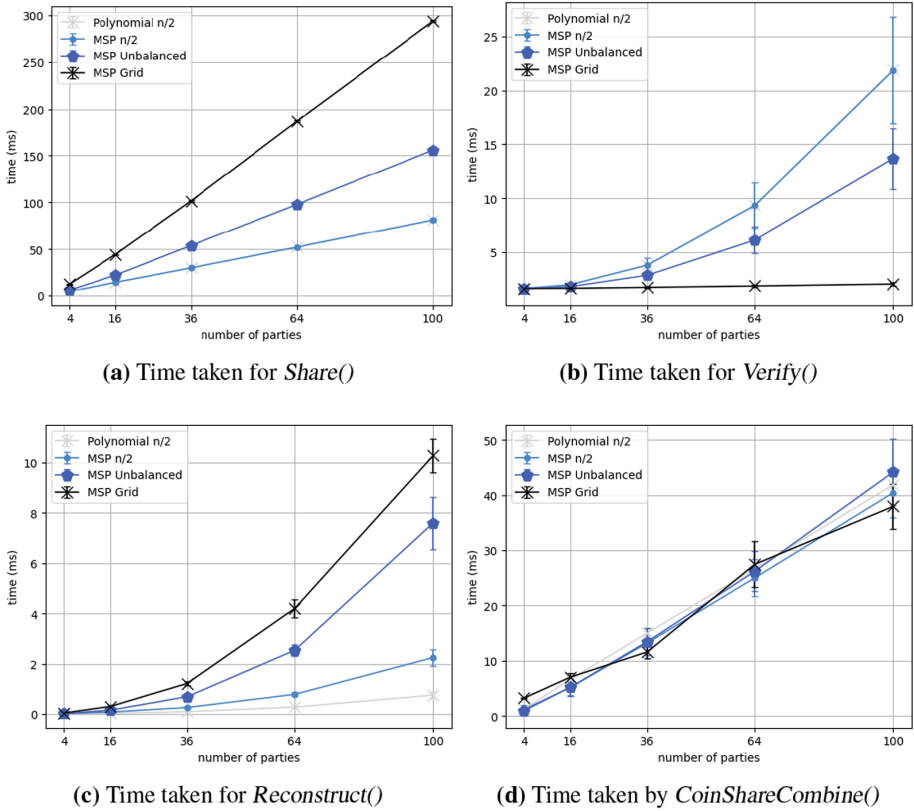 Polynomial n/2
MSP n/2
MSP Unbalanced
MSP Grid
300
250
200
150
100
50
0
time (ms)
4 16 36 64 100
number of parties
(a) Time taken for Share()
Polynomial n/2
MSP n/2
MSP Unbalanced
MSP Grid
25
20
15
10
5
time (ms)
4 16 36 64 100
number of parties
(b) Time taken for Verify()
Polynomial n/2
MSP n/2
MSP Unbalanced
MSP Grid
10
8
6
4
2
0
time (ms)
4 16 36 64 100
number of parties
(c) Time taken for Reconstruct()
Polynomial n/2
MSP n/2
MSP Unbalanced
MSP Grid
50
40
30
20
10
0
time (ms)
4 16 36 64 100
number of parties
(d) Time taken by CoinShareCombine()